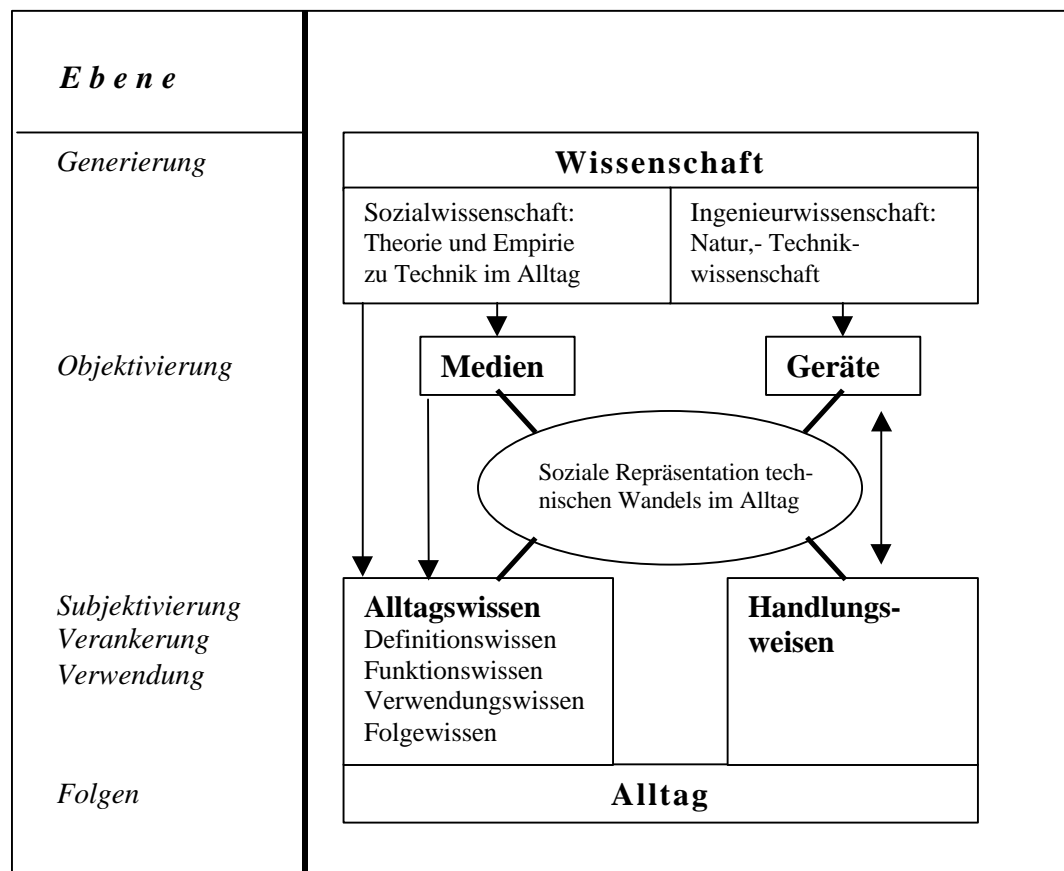 Ebene
Generierung
Wissenschaft
Sozialwissenschaft:
Theorie und Empirie
zu Technik im Alltag
Ingenieurwissenschaft:
Natur,- Technik-
wissenschaft
Objektivierung
Medien
Geräte
Soziale Repräsentation tech-
nischen Wandels im Alltag
Subjektivierung
Verankerung
Verwendung
Alltagswissen
Definitionswissen
Funktionswissen
Verwendungswissen
Folgewissen
Handlungs-
weisen
Folgen
Alltag